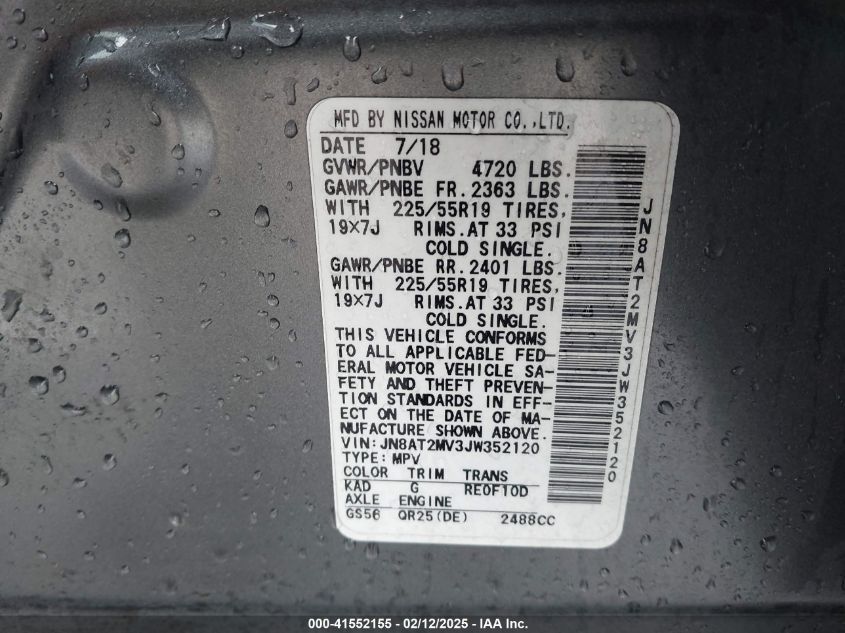 MFD BY NISSAN MOTOR CO.,LTD.
DATE 7/18
GVWR/PNBV 4720 LBS.
GAWR/PNBE FR. 2363 LBS.
WITH 225/55R19 TIRES,
19×7J RIMS.AT 33 PSI
COLD SINGLE.
GAWR/PNBE RR. 2401 LBS.
WITH 225/55R19 TIRES,
19×7J RIMS.AT 33 PSI
COLD SINGLE.
THIS VEHICLE CONFORMS
TO ALL APPLICABLE FED-
ERAL MOTOR VEHICLE SA-
FETY AND THEFT PREVEN-
TION STANDARDS IN EFF-
ECT ON THE DATE OF MA-
NUFACTURE SHOWN ABOVE.
VIN:JN8AT2MV3JW352120
TYPE:MPV
COLOR TRIM TRANS
KAD G RE0F10D
AXLE ENGINE
GS56 QR25(DE) 2488CC
JN8AT2MV3JW352120
000-41552155 - 02/12/2025 - IAA Inc.